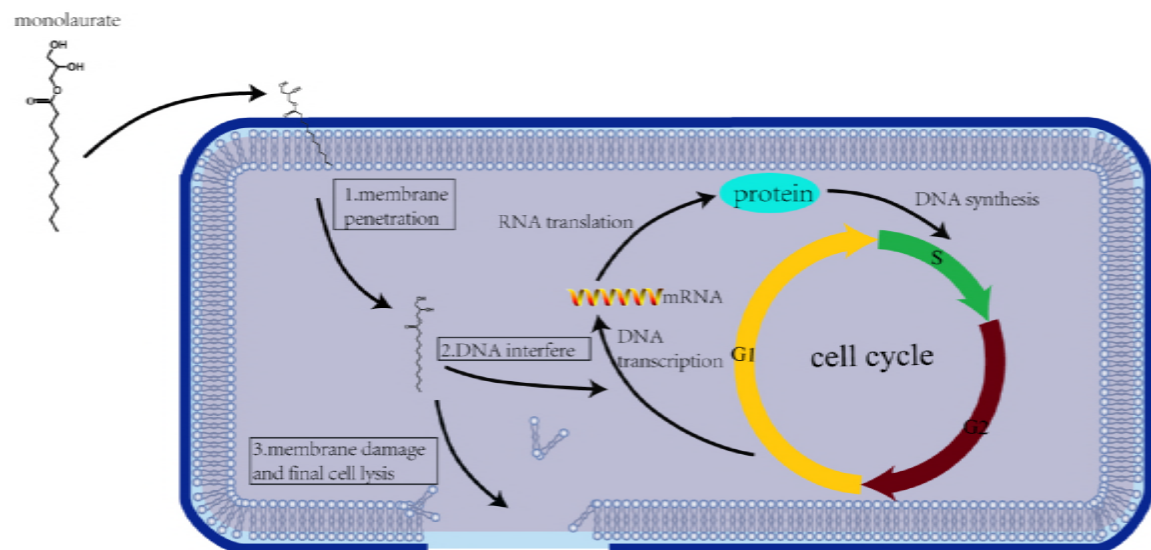 monolaurate
OH
OH
O
O
1.membrane
penetration
RNA translation
protein
DNA synthesis
S
mRNA
DNA
transcription
2.DNA interfere
G1
cell cycle
G2
3.membrane damage
and final cell lysis